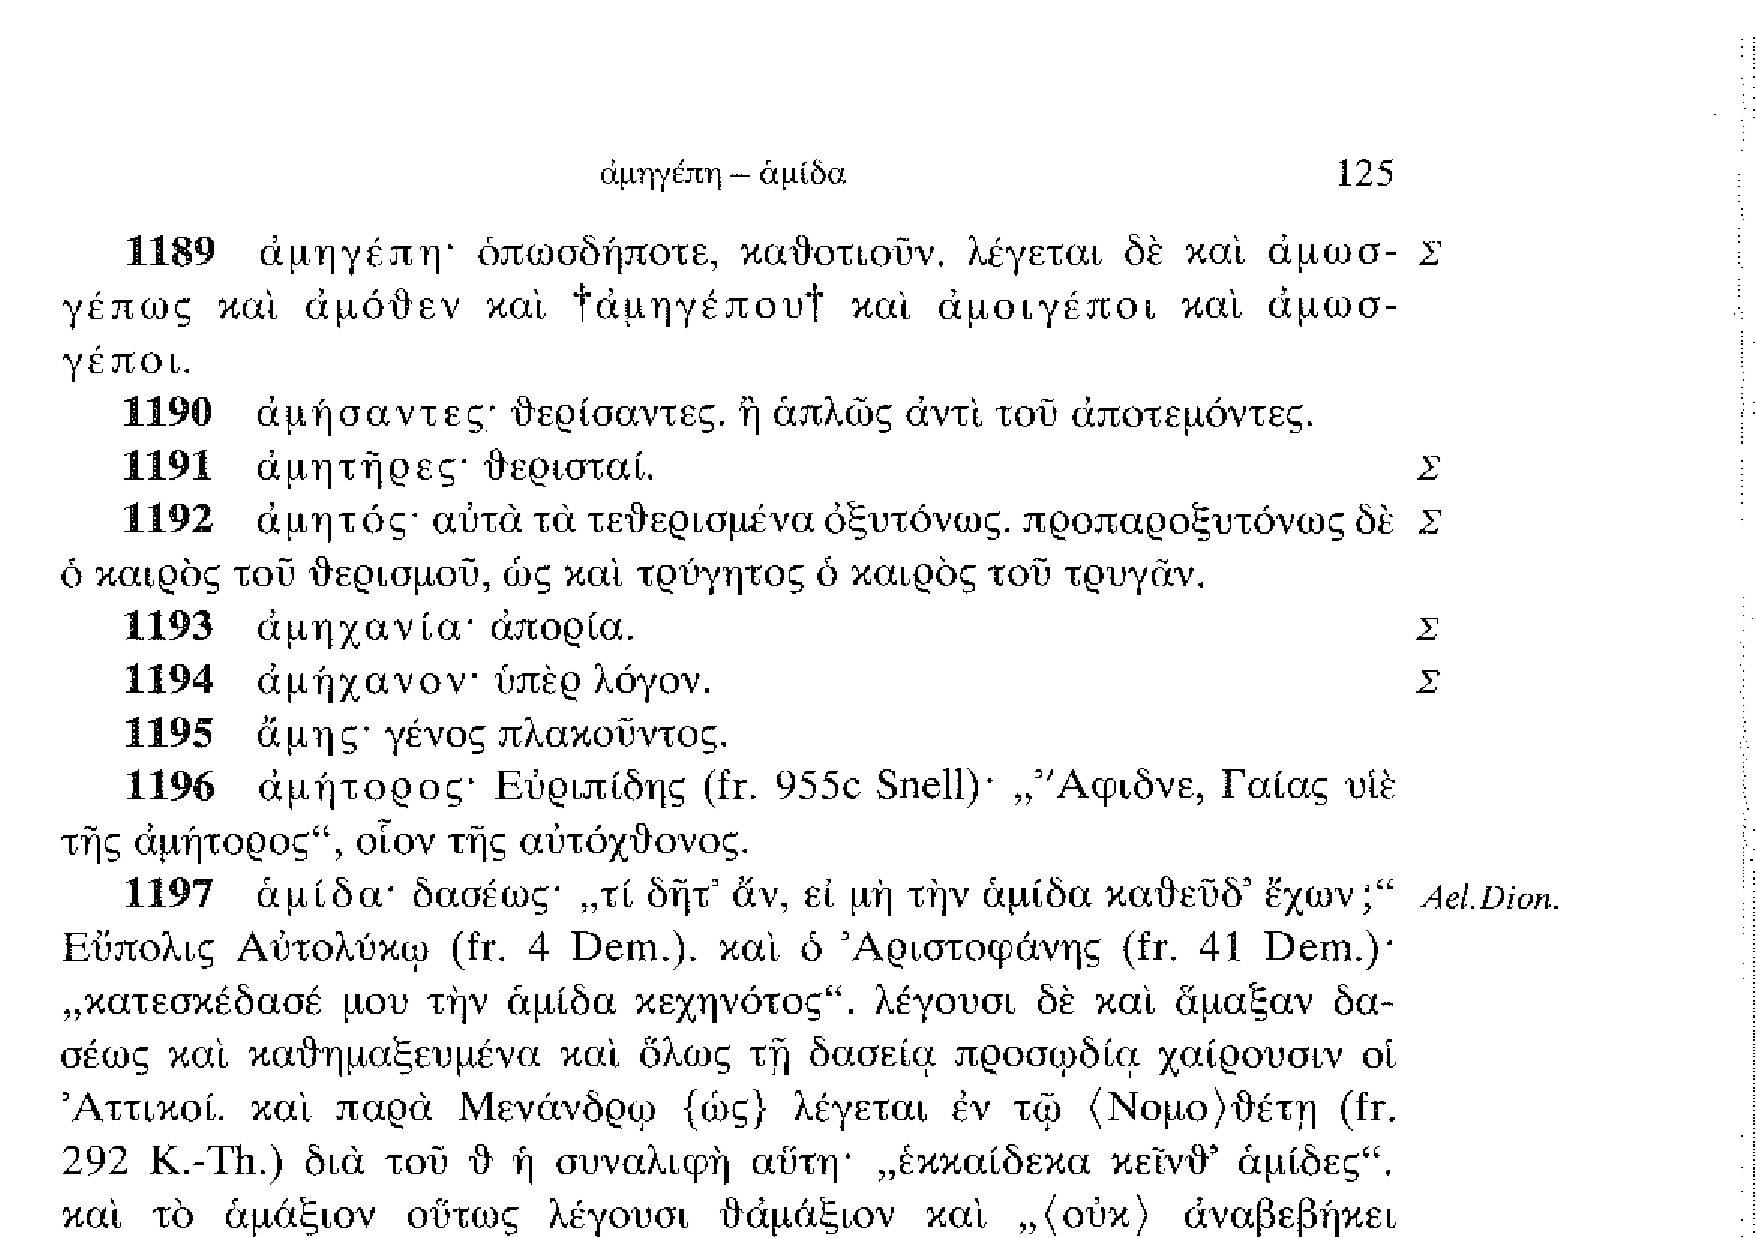 ἀμηγέπη – ἁμίδα 125
1189 ἀμηγέπη· ὁπωσδήποτε, καθοτιοῦν. λέγεται δὲ καὶ ἀμωσ- Σ
γέπως καὶ ἀμόθεν καὶ †ἀμηγέπου† καὶ ἀμοιγέποι καὶ ἀμωσ-
γέποι.
1190 ἀμήσαντες· θερίσαντες. ἢ ἁπλῶς ἀντὶ τοῦ ἀποτεμόντες.
1191 ἀμητῆρες· θερισταί. Σ
1192 ἀμητός· αὐτὰ τὰ τεθερισμένα ὀξυτόνως. προπαροξυτόνως δὲ Σ
ὁ καιρὸς τοῦ θερισμοῦ, ὡς καὶ τρύγητος ὁ καιρὸς τοῦ τρυγᾶν.
1193 ἀμηχανία· ἀπορία. Σ
1194 ἀμήχανον· ὑπὲρ λόγον. Σ
1195 ἄμης· γένος πλακοῦντος.
1196 ἀμήτορος· Εὐριπίδης (fr. 955c Snell)· „Ἄφιδνε, Γαίας υἱὲ
τῆς ἀμήτορος“, οἷον τῆς αὐτόχθονος.
1197 ἁμίδα· δασέως· „τί δῆτ’ ἄν, εἰ μὴ τὴν ἁμίδα καθεῦδ’ ἔχων;“ Ael.Dion.
Εὔπολις Αὐτολύκῳ (fr. 4 Dem.). καὶ ὁ Ἀριστοφάνης (fr. 41 Dem.)·
„κατεσκέδασέ μου τὴν ἁμίδα κεχηνότος“. λέγουσι δὲ καὶ ἅμαξαν δα-
σέως καὶ καθημαξευμένα καὶ ὅλως τῇ δασείᾳ προσῳδίᾳ χαίρουσιν οἱ
Ἀττικοί. καὶ παρὰ Μενάνδρῳ {ὡς} λέγεται ἐν τῷ ⟨Νομο⟩θέτῃ (fr.
292 K.-Th.) διὰ τοῦ θ ἡ συναλιφὴ αὕτη· „ἑκκαίδεκα κεῖνθ’ ἁμίδες“.
καὶ τὸ ἁμάξιον οὕτως λέγουσι θἀμάξιον καὶ „⟨οὐκ⟩ ἀναβεβήκει